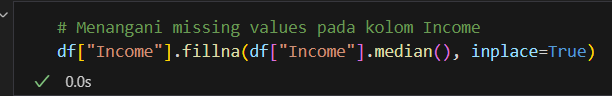 # Menangani missing values pada kolom Income
df["Income"].fillna(df["Income"].median(), inplace=True)
0.0s